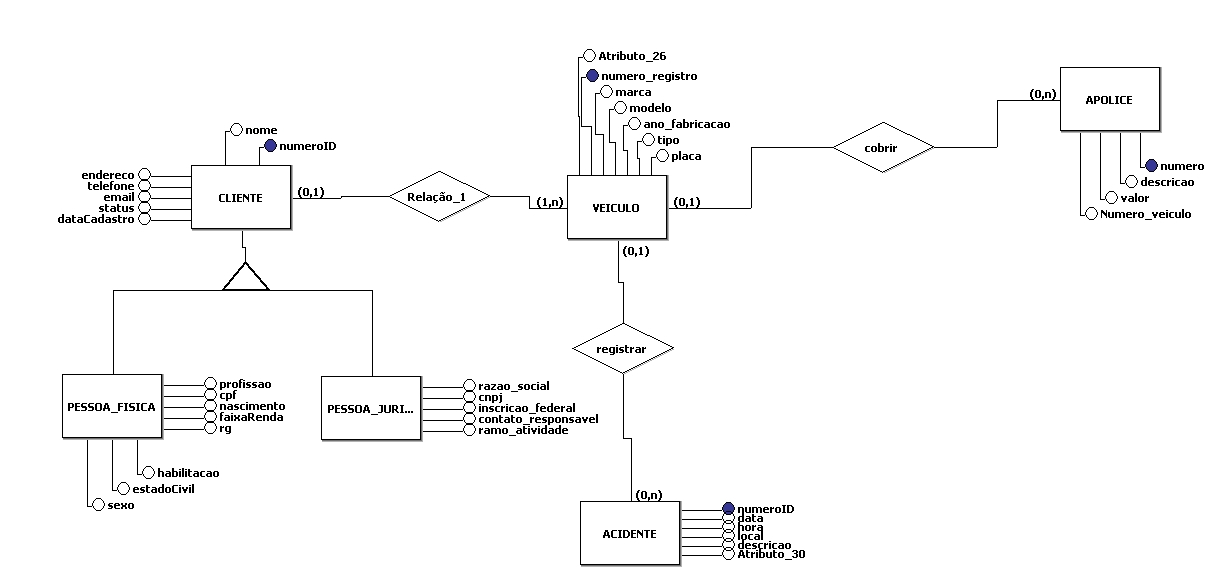 Atributo_26
numero_registro
marca
modelo
ano_fabricacao
tipo
placa
(0,n)
APOLICE
nome
numeroID
cobrir
numero
descricao
valor
Numero_veiculo
endereco
telefone
email
status
dataCadastro
CLIENTE
(0,1)
Relação_1
(1,n)
VEICULO
(0,1)
(0,1)
registrar
PESSOA_FISICA
profissao
cpf
nascimento
faixaRenda
rg
habilitacao
estadoCivil
sexo
PESSOA_JURI...
razao_social
cnpj
inscricao_federal
contato_responsavel
ramo_atividade
(0,n)
ACIDENTE
numeroID
data
hora
local
descricao
Atributo_30